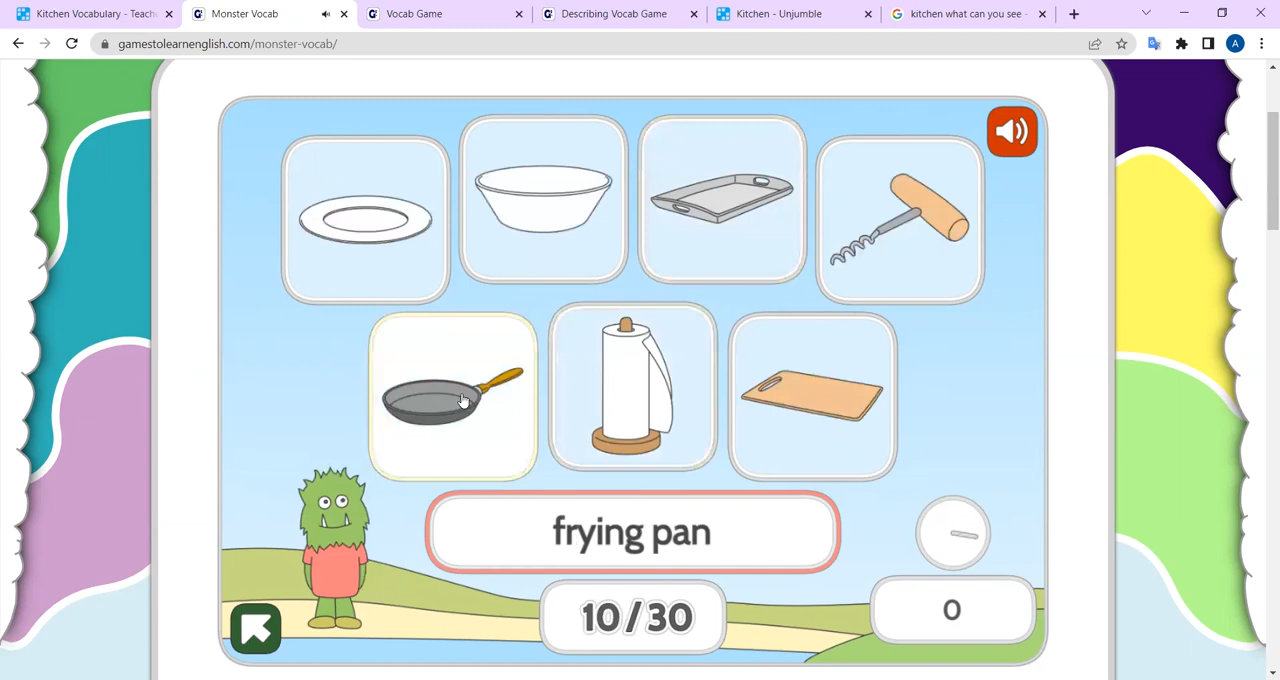 Kitchen Vocabulary - Teach
Monster Vocab
Vocab Game
Describing Vocab Game
Kitchen - Unjumble
kitchen what can you see -
gamestolearnenglish.com/monster-vocab/
A
frying pan
10/30
0